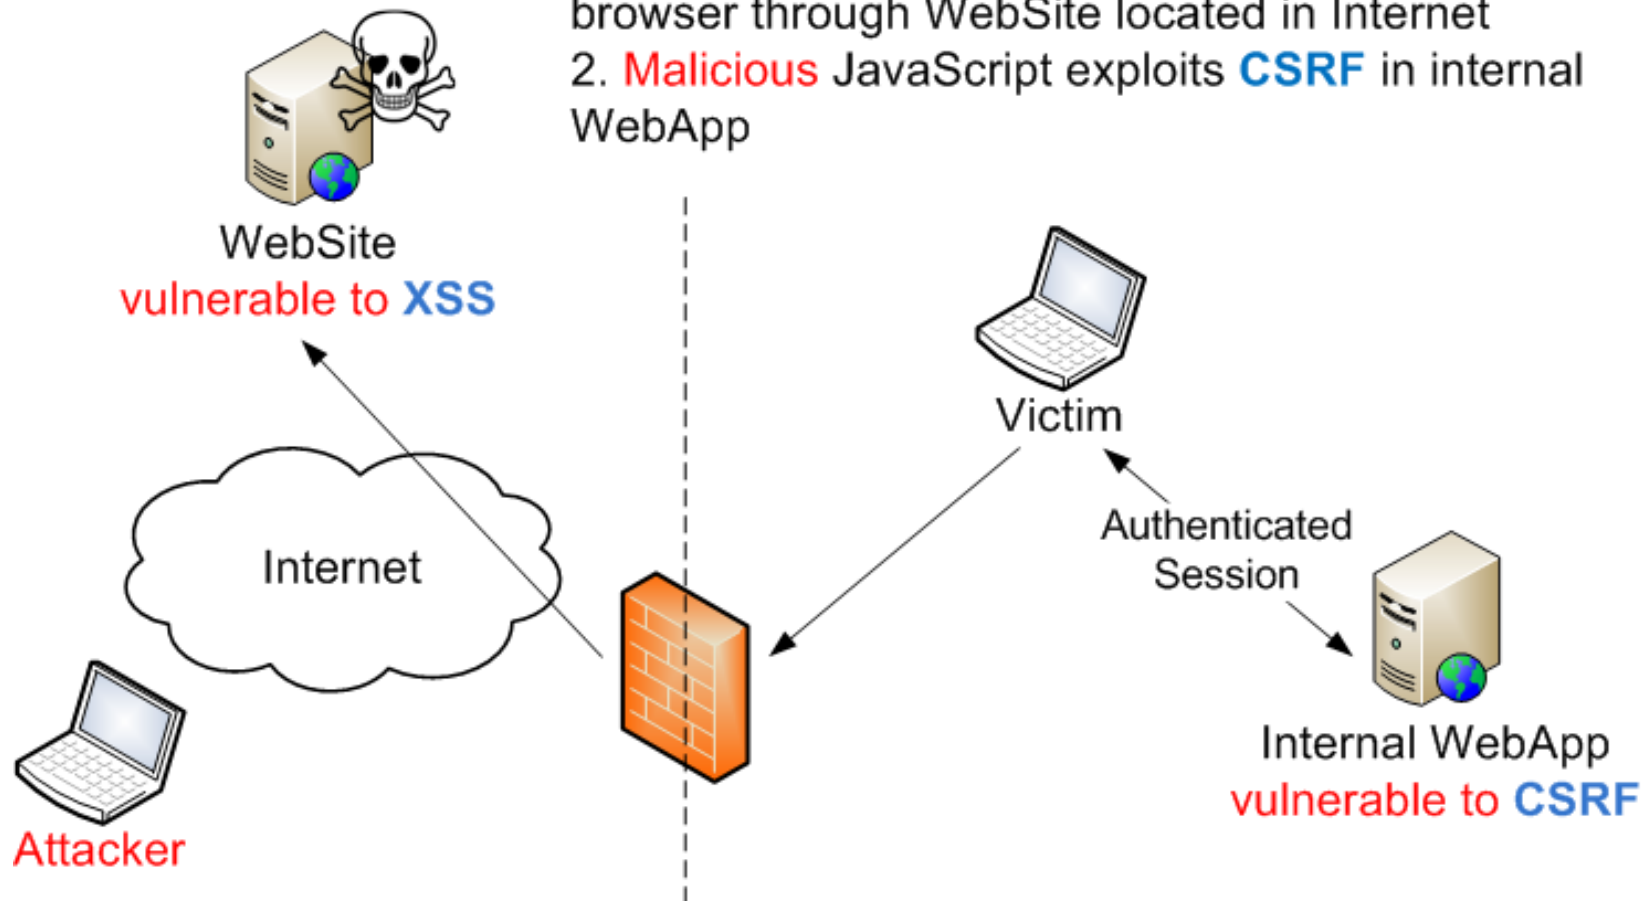 browser through WebSite located in Internet
2. Malicious JavaScript exploits CSRF in internal
WebApp
WebSite
vulnerable to XSS
Victim
Authenticated
Session
Internet
Internal WebApp
vulnerable to CSRF
Attacker